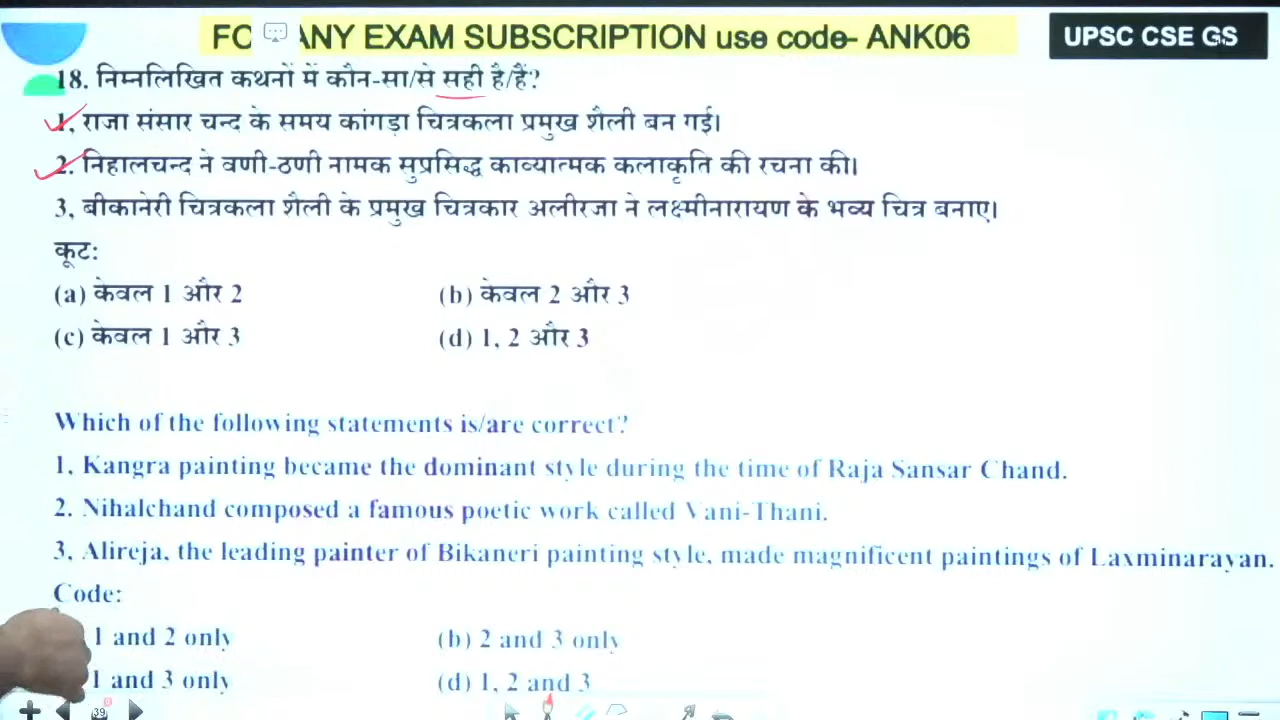 FO ANY EXAM SUBSCRIPTION use code- ANK06
UPSC CSE GS
18. निम्नलिखित कथनों में कौन-सा/से सही है/हैं?
1, राजा संसार चन्द के समय कांगड़ा चित्रकला प्रमुख शैली बन गई।
2. निहालचन्द ने वणी-ठणी नामक सुप्रसिद्ध काव्यात्मक कलाकृति की रचना की।
3, बीकानेरी चित्रकला शैली के प्रमुख चित्रकार अलीरजा ने लक्ष्मीनारायण के भव्य चित्र बनाए।
कूट:
(a) केवल 1 और 2 (b) केवल 2 और 3
(c) केवल 1 और 3 (d) 1, 2 और 3
Which of the following statements is/are correct?
1, Kangra painting became the dominant style during the time of Raja Sansar Chand.
2. Nihalchand composed a famous poetic work called Vani-Thani.
3, Alireja, the leading painter of Bikaneri painting style, made magnificent paintings of Laxminarayan.
Code:
1 and 2 only (b) 2 and 3 only
1 and 3 only (d) 1, 2 and 3
39